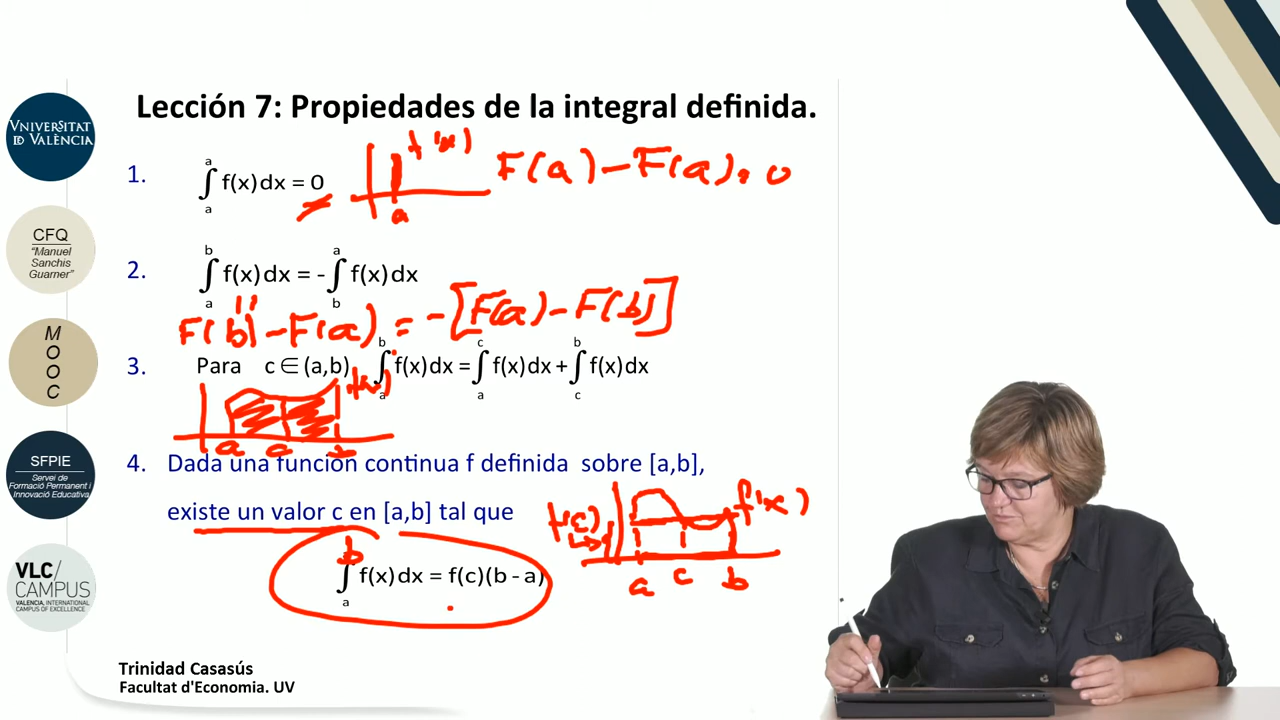 Lección 7: Propiedades de la integral definida.
VNIVERSITAT
ID VALÈNCIA
1. ∫ₐᵃ f(x)dx = 0
f(x)
a
F(a) - F(a) = 0
CFQ
"Manuel
Sanchis
Guarner"
2. ∫ₐᵇ f(x)dx = -∫ᵇₐ f(x)dx
F(b) - F(a) = -[F(a) - F(b)]
MOOC
3. Para c ∈ (a,b) ∫ₐᵇ f(x)dx = ∫ₐᶜ f(x)dx + ∫꜀ᵇ f(x)dx
f(x)
a c b
SFPIE
Servei de
Formació Permanent i
Innovació Educativa
4. Dada una función continua f definida sobre [a,b],
existe un valor c en [a,b] tal que
f(c) f(x)
a c b
∫ₐᵇ f(x)dx = f(c)(b - a)
VLC/
CAMPUS
VALENCIA, INTERNATIONAL
CAMPUS OF EXCELLENCE
Trinidad Casasús
Facultat d'Economia. UV